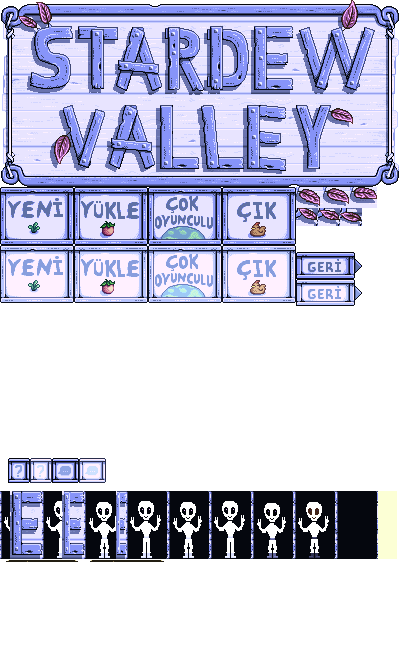 STARDEW
VALLEY
YENİ YÜKLE ÇOK OYUNCULU ÇIK
YENİ YÜKLE ÇOK OYUNCULU ÇIK
GERİ
GERİ
? ?
E E